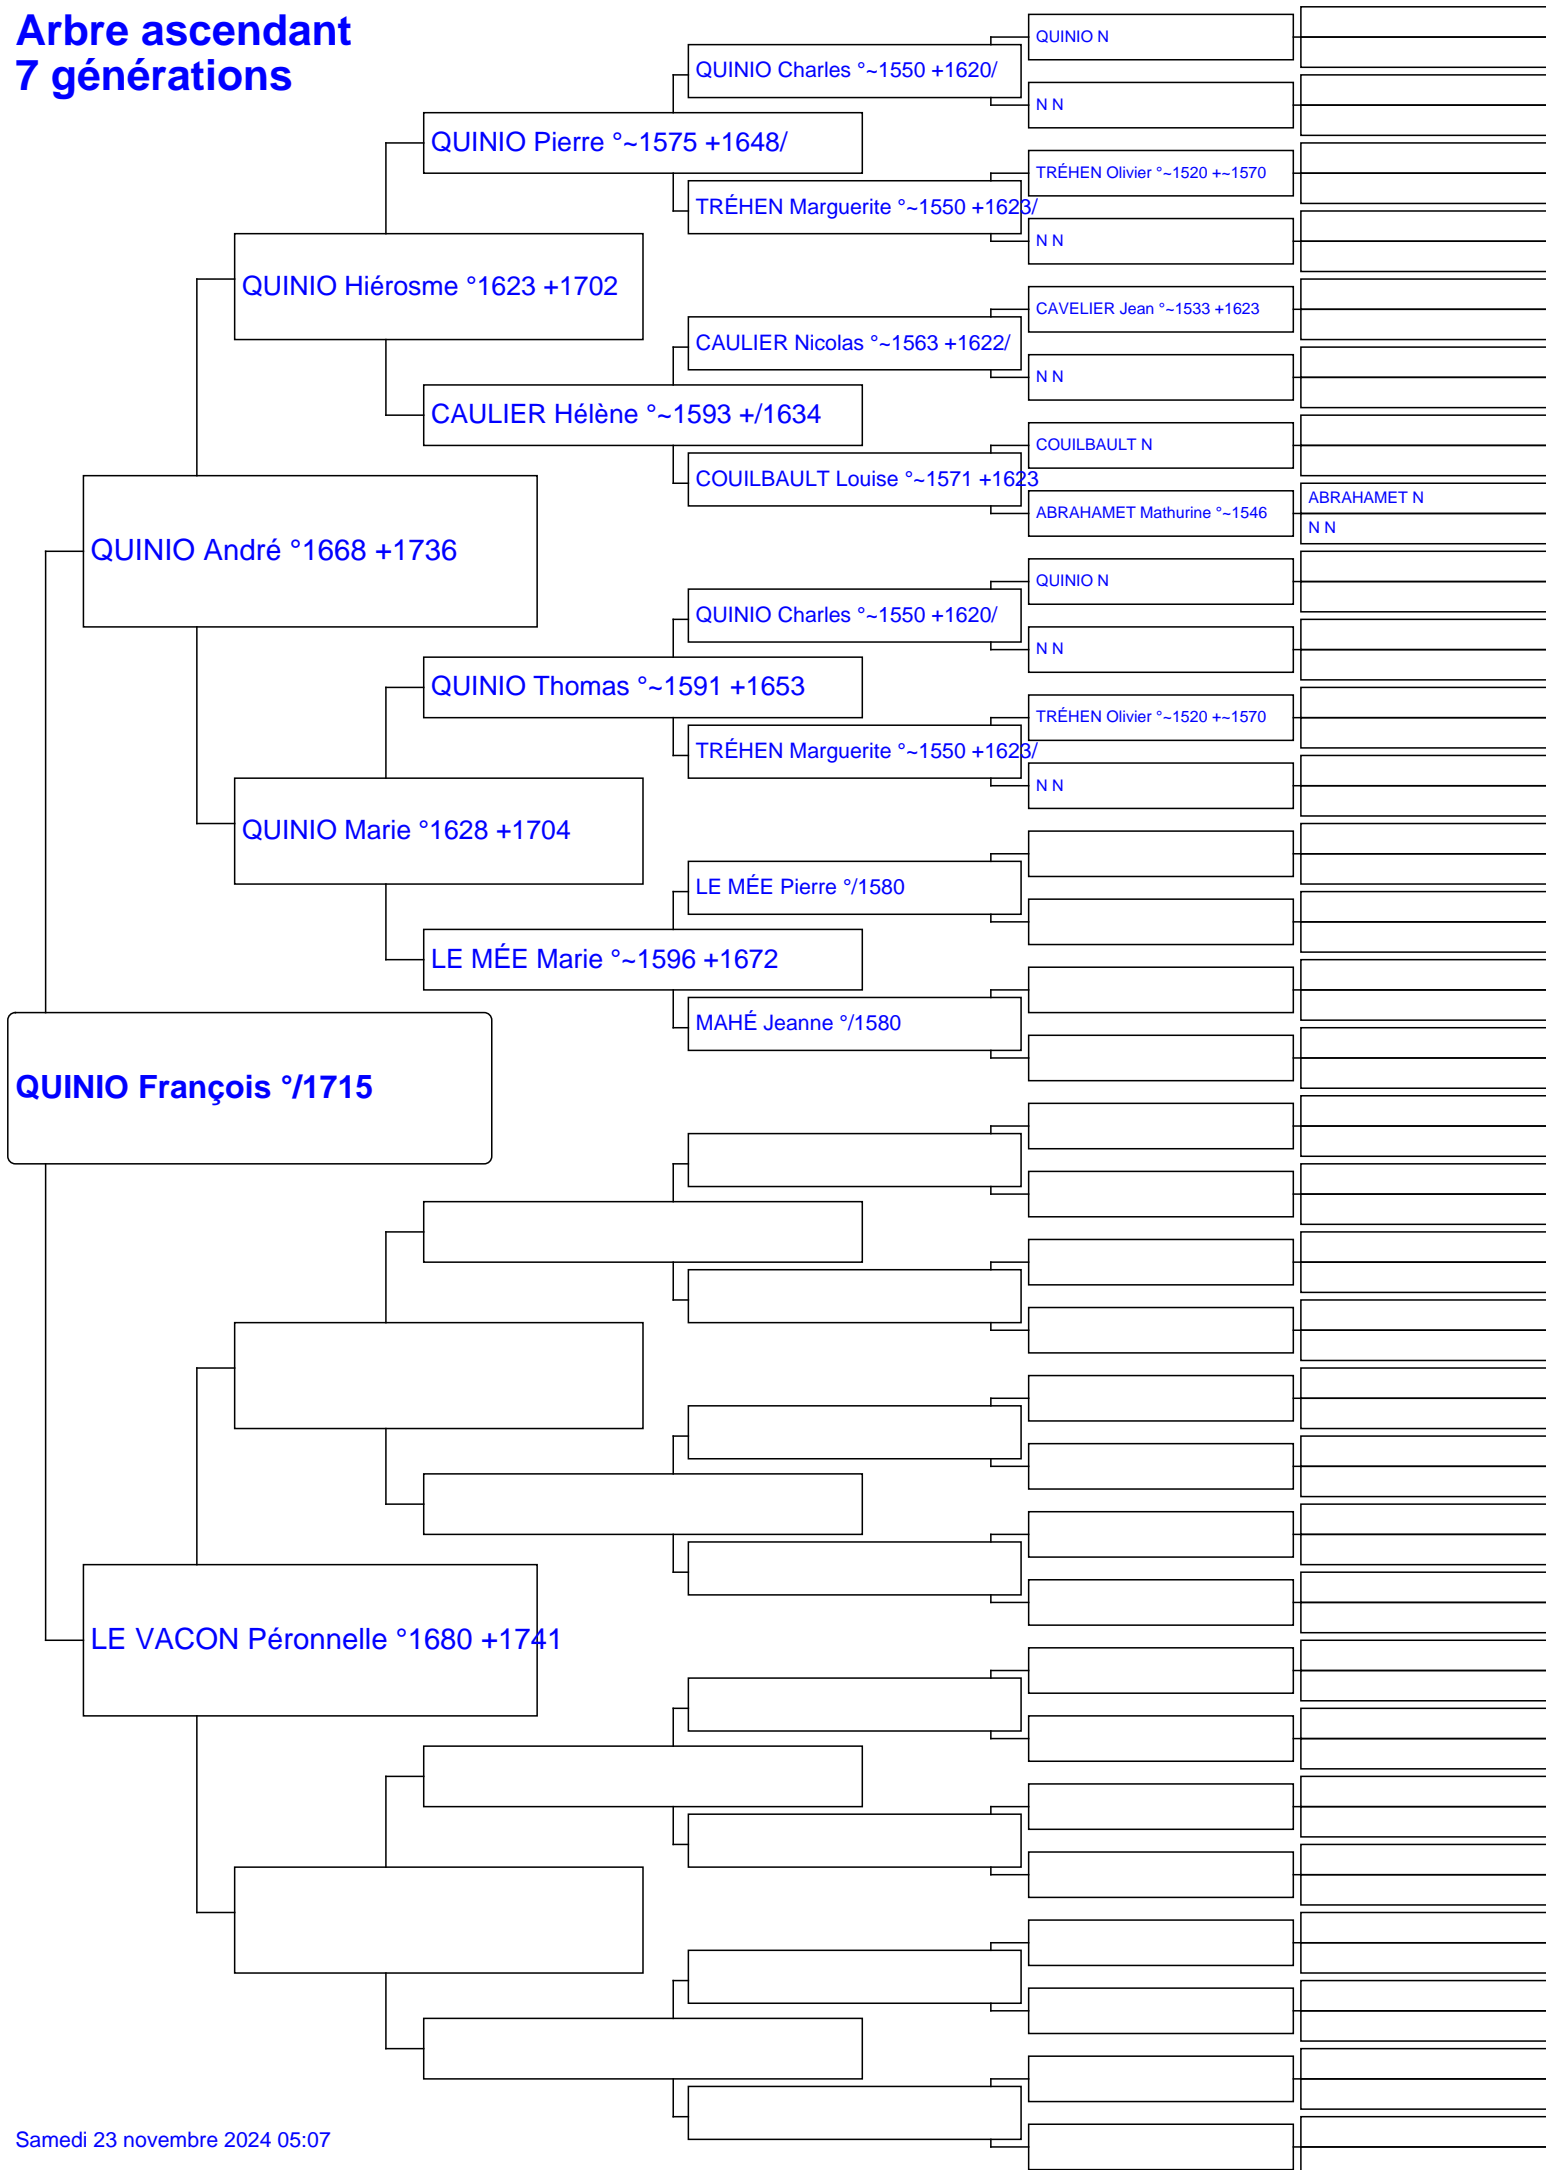 Arbre ascendant
7 générations
QUINIO N
QUINIO Charles °~1550 +1620/
N N
QUINIO Pierre °~1575 +1648/
TRÉHEN Olivier °~1520 +~1570
TRÉHEN Marguerite °~1550 +1623/
N N
QUINIO Hiérosme °1623 +1702
CAVELIER Jean °~1533 +1623
CAULIER Nicolas °~1563 +1622/
N N
CAULIER Hélène °~1593 +/1634
COUILBAULT N
COUILBAULT Louise °~1571 +1623
ABRAHAMET N
ABRAHAMET Mathurine °~1546
N N
QUINIO André °1668 +1736
QUINIO N
QUINIO Charles °~1550 +1620/
N N
QUINIO Thomas °~1591 +1653
TRÉHEN Olivier °~1520 +~1570
TRÉHEN Marguerite °~1550 +1623/
N N
QUINIO Marie °1628 +1704
LE MÉE Pierre °/1580
LE MÉE Marie °~1596 +1672
MAHÉ Jeanne °/1580
QUINIO François °/1715
LE VACON Péronnelle °1680 +1741
Samedi 23 novembre 2024 05:07